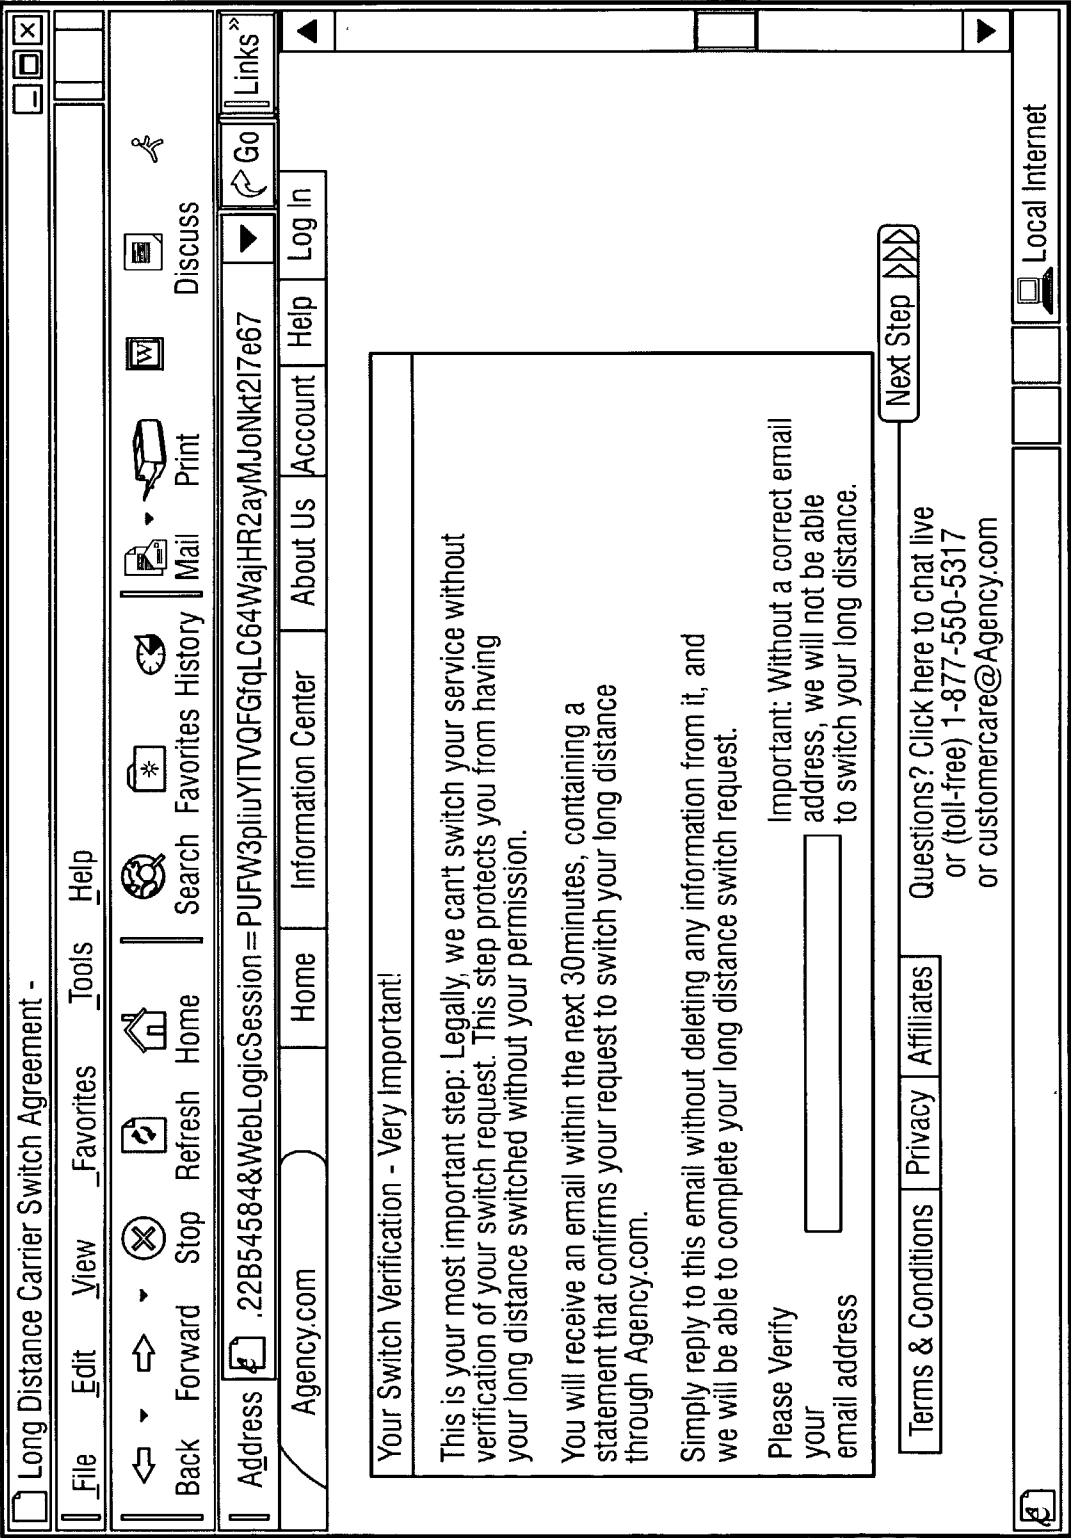 Long Distance Carrier Switch Agreement -
File Edit View Favorites Tools Help
Back Forward Stop Refresh Home Search Favorites History Mail Print Discuss
W
Address .22B54584&WebLogicSession=PUFW3pliuYITVQFGfqLC64WajHR2ayMJoNkt2I7e67 Go Links»
Agency.com Home Information Center About Us Account Help Log In
Your Switch Verification - Very Important!
This is your most important step: Legally, we can't switch your service without
verification of your switch request. This step protects you from having
your long distance switched without your permission.
You will receive an email within the next 30minutes, containing a
statement that confirms your request to switch your long distance
through Agency.com.
Simply reply to this email without deleting any information from it, and
we will be able to complete your long distance switch request.
Please Verify
your
email address
Important: Without a correct email
address, we will not be able
to switch your long distance.
Next Step
Terms & Conditions Privacy Affiliates
Questions? Click here to chat live
or (toll-free) 1-877-550-5317
or customercare@Agency.com
Local Internet